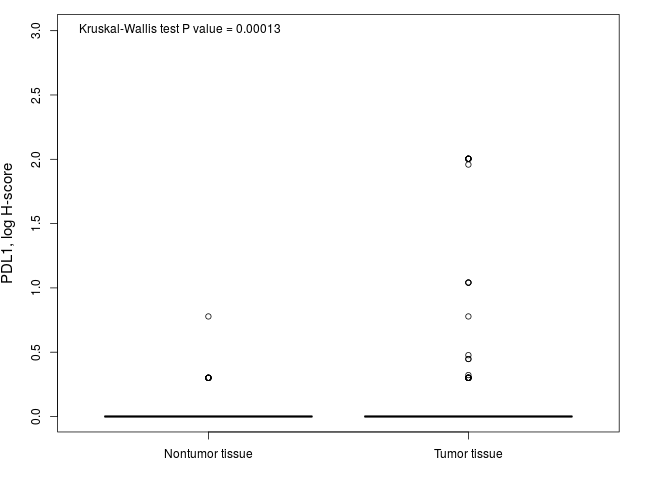 Kruskal-Wallis test P value = 0.00013
PDL1, log H-score
3.0
2.5
2.0
1.5
1.0
0.5
0.0
Nontumor tissue
Tumor tissue